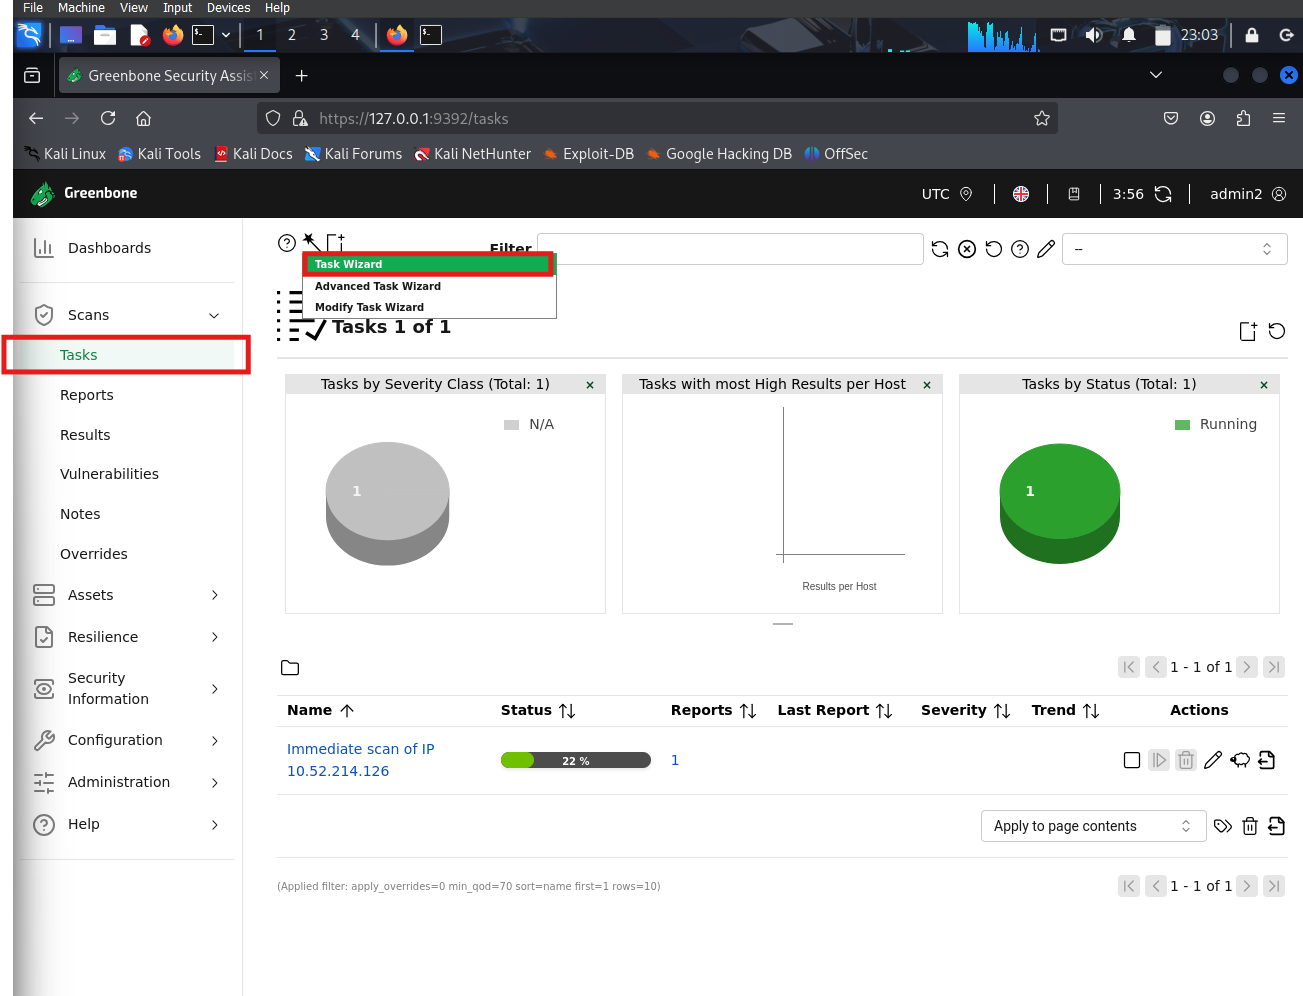 File Machine View Input Devices Help
1 2 3 4 23:03
Greenbone Security Assis
https://127.0.0.1:9392/tasks
Kali Linux Kali Tools Kali Docs Kali Forums Kali NetHunter Exploit-DB Google Hacking DB OffSec
Greenbone UTC 3:56 admin2
Dashboards
Scans
Tasks
Reports
Results
Vulnerabilities
Notes
Overrides
Assets
Resilience
Security
Information
Configuration
Administration
Help
Filter --
Task Wizard
Advanced Task Wizard
Modify Task Wizard
Tasks 1 of 1
Tasks by Severity Class (Total: 1) ×
N/A
1
Tasks with most High Results per Host ×
Results per Host
Tasks by Status (Total: 1) ×
Running
1
1 - 1 of 1
Name Status Reports Last Report Severity Trend Actions
Immediate scan of IP
10.52.214.126
22 % 1
Apply to page contents
(Applied filter: apply_overrides=0 min_qod=70 sort=name first=1 rows=10) 1 - 1 of 1